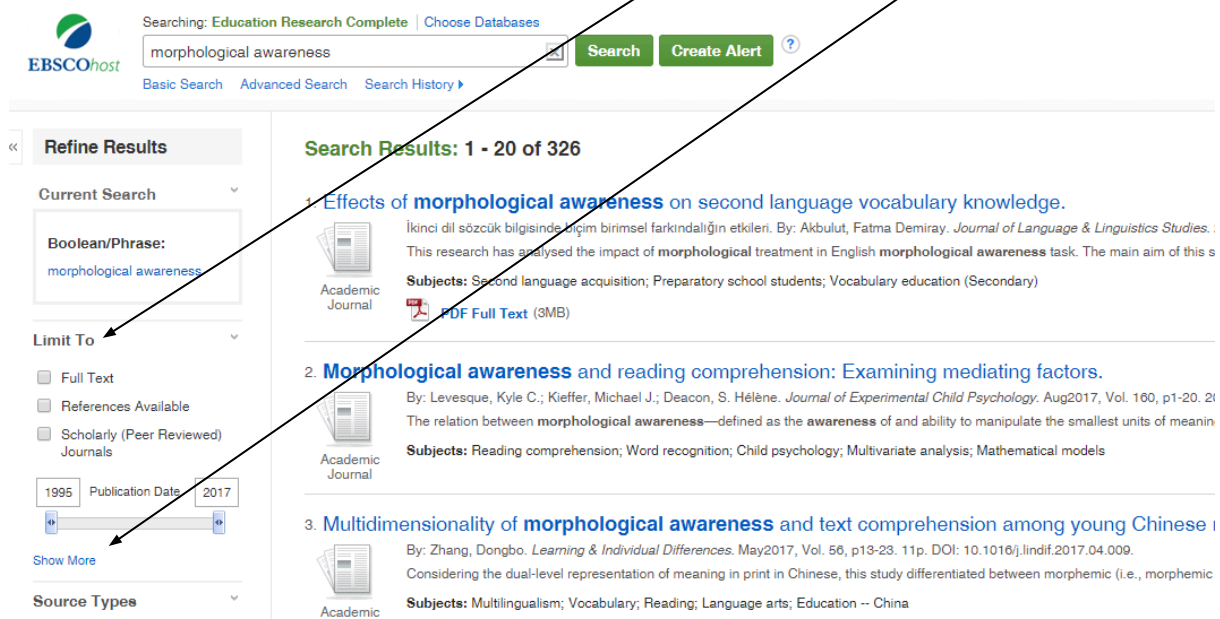 Searching: Education Research Complete | Choose Databases
EBSCOhost
morphological awareness
Search
Create Alert
?
Basic Search Advanced Search Search History
«
Refine Results
Current Search
Boolean/Phrase:
morphological awareness
Limit To
Full Text
References Available
Scholarly (Peer Reviewed)
Journals
1995 Publication Date 2017
Show More
Source Types
Search Results: 1 - 20 of 326
1. Effects of morphological awareness on second language vocabulary knowledge.
İkinci dil sözcük bilgisinde biçim birimsel farkındalığın etkileri. By: Akbulut, Fatma Demiray. Journal of Language & Linguistics Studies.
This research has analysed the impact of morphological treatment in English morphological awareness task. The main aim of this s
Subjects: Second language acquisition; Preparatory school students; Vocabulary education (Secondary)
Academic
Journal
PDF
PDF Full Text (3MB)
2. Morphological awareness and reading comprehension: Examining mediating factors.
By: Levesque, Kyle C.; Kieffer, Michael J.; Deacon, S. Hélène. Journal of Experimental Child Psychology. Aug2017, Vol. 160, p1-20. 20
The relation between morphological awareness—defined as the awareness of and ability to manipulate the smallest units of meanin
Subjects: Reading comprehension; Word recognition; Child psychology; Multivariate analysis; Mathematical models
Academic
Journal
3. Multidimensionality of morphological awareness and text comprehension among young Chinese r
By: Zhang, Dongbo. Learning & Individual Differences. May2017, Vol. 56, p13-23. 11p. DOI: 10.1016/j.lindif.2017.04.009.
Considering the dual-level representation of meaning in print in Chinese, this study differentiated between morphemic (i.e., morphemic
Subjects: Multilingualism; Vocabulary; Reading; Language arts; Education -- China
Academic